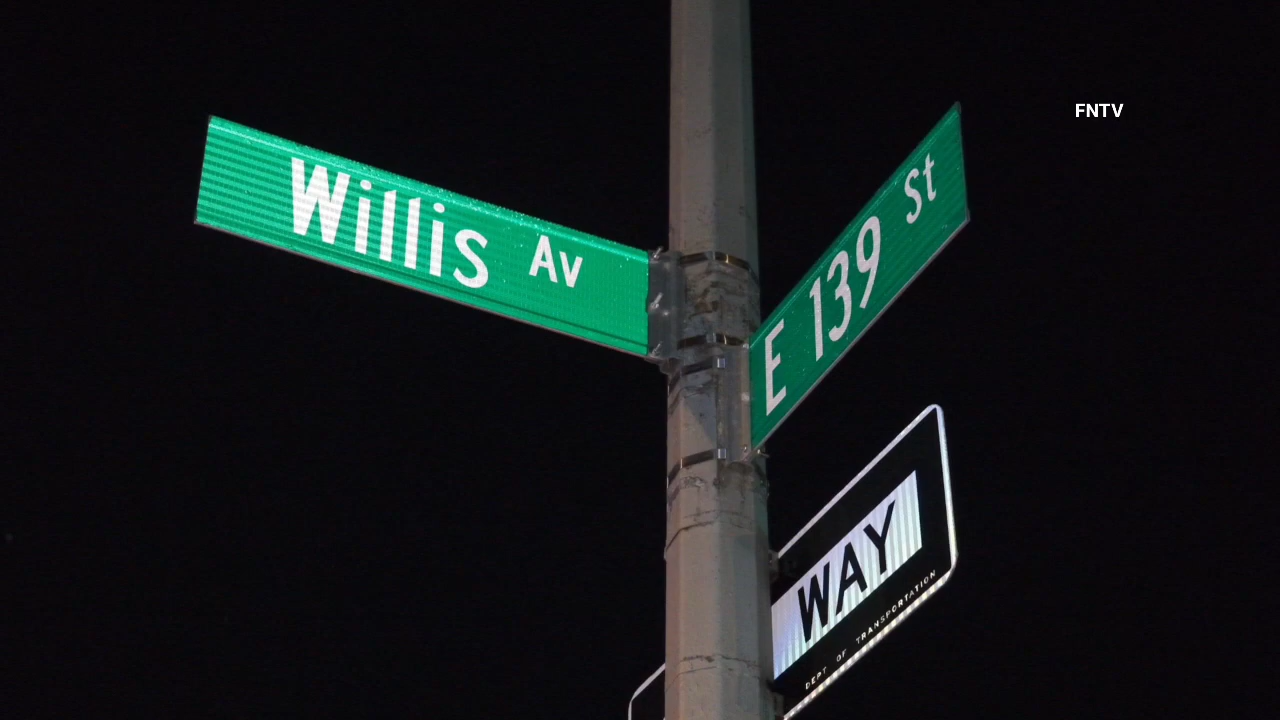 FNTV
Willis Av
E 139 St
WAY
DEPT OF TRANSPORTATION